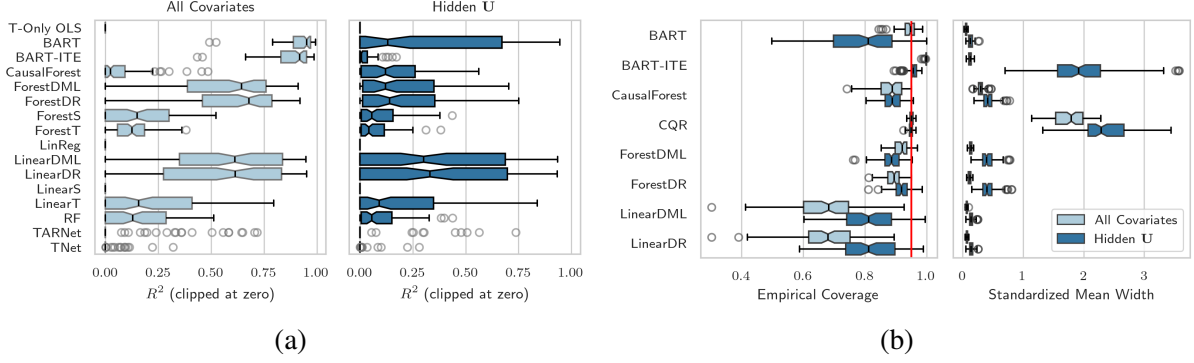 All Covariates
Hidden U
T-Only OLS
BART
BART-ITE
CausalForest
ForestDML
ForestDR
ForestS
ForestT
LinReg
LinearDML
LinearDR
LinearS
LinearT
RF
TARNet
TNet
0.00 0.25 0.50 0.75 1.00
0.00 0.25 0.50 0.75 1.00
R² (clipped at zero)
R² (clipped at zero)
(a)
BART
BART-ITE
CausalForest
CQR
ForestDML
ForestDR
LinearDML
LinearDR
All Covariates
Hidden U
0.4 0.6 0.8 1.0
0 1 2 3
Empirical Coverage
Standardized Mean Width
(b)